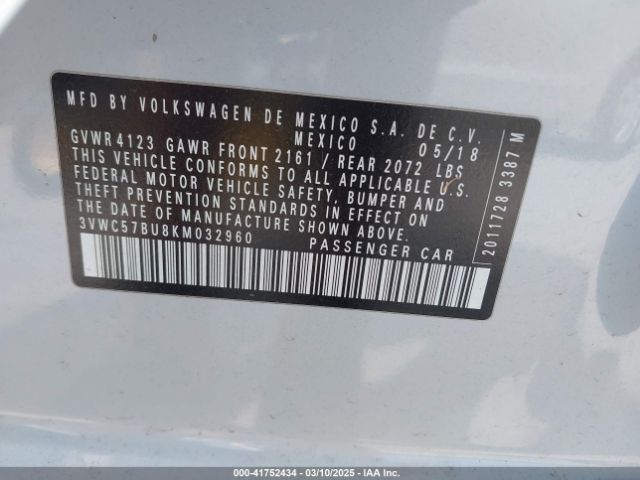 MFD BY VOLKSWAGEN DE MEXICO S.A. DE C.V.
MEXICO 05/18
GVWR 4123 GAWR FRONT 2161 / REAR 2072 LBS
THIS VEHICLE CONFORMS TO ALL APPLICABLE U.S.
FEDERAL MOTOR VEHICLE SAFETY, BUMPER AND
THEFT PREVENTION STANDARDS IN EFFECT ON
THE DATE OF MANUFACTURE SHOWN ABOVE.
3VWC57BU8KM032960 PASSENGER CAR
2011728 3387 M
000-41752434 — 03/10/2025 — IAA Inc.